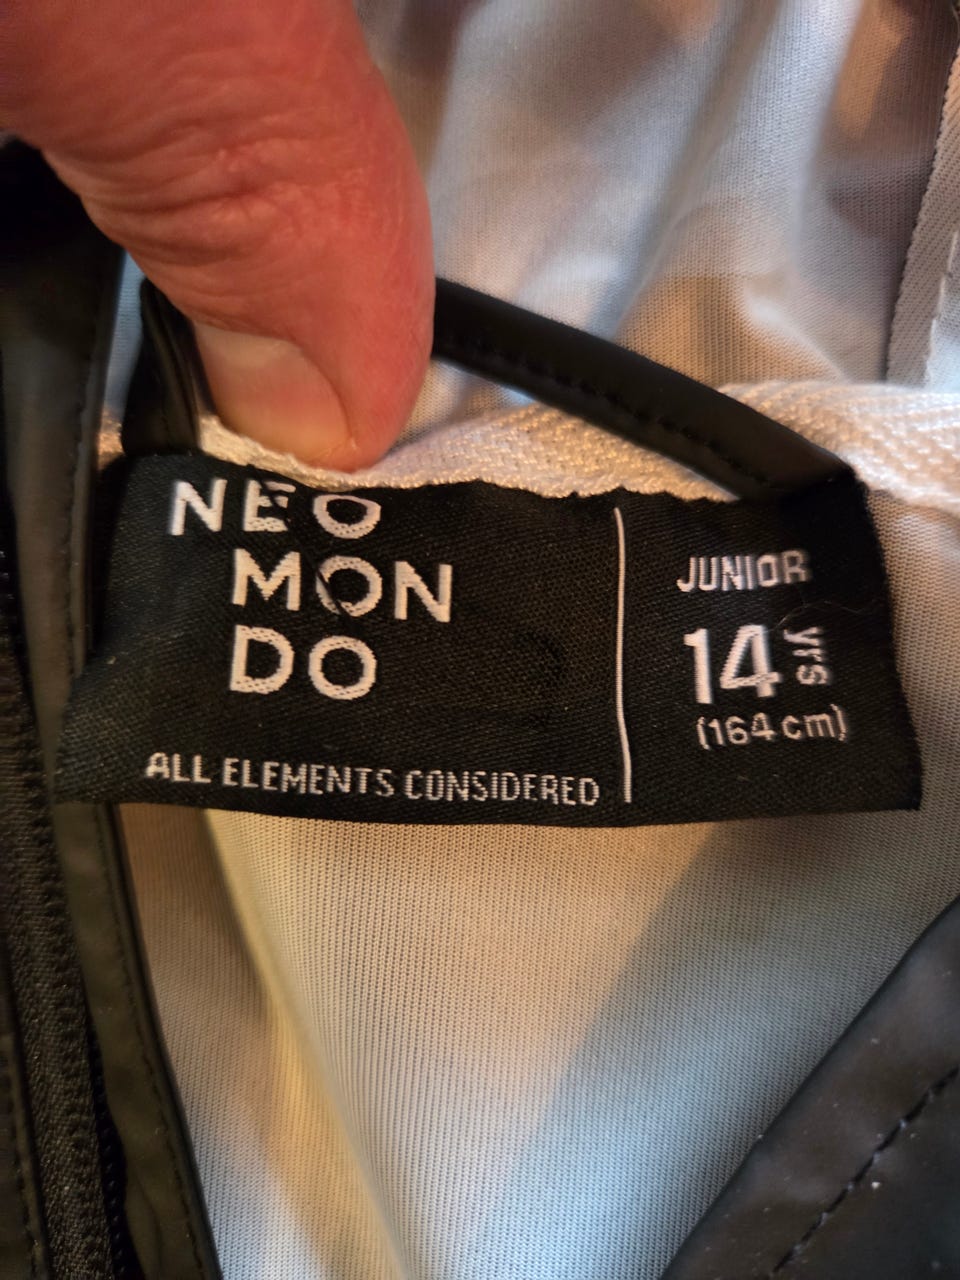 NEO
MON
DO
ALL ELEMENTS CONSIDERED
JUNIOR
14 yrs
(164 cm)